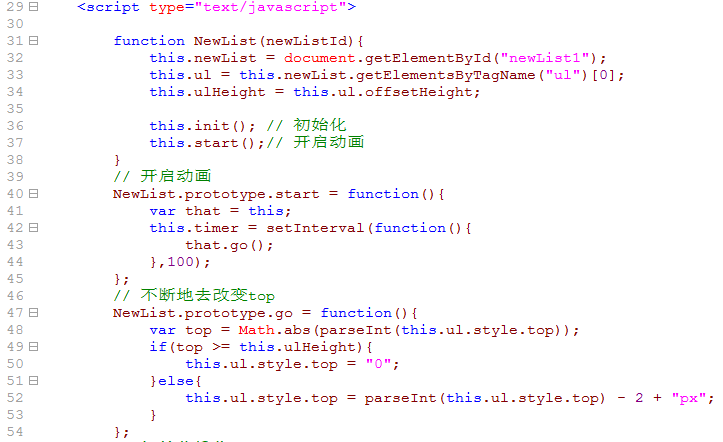 29 <script type="text/javascript">
30
31 function NewList(newListId){
32 this.newList = document.getElementById("newList1");
33 this.ul = this.newList.getElementsByTagName("ul")[0];
34 this.ulHeight = this.ul.offsetHeight;
35
36 this.init(); // 初始化
37 this.start();// 开启动画
38 }
39 // 开启动画
40 NewList.prototype.start = function(){
41 var that = this;
42 this.timer = setInterval(function(){
43 that.go();
44 },100);
45 };
46 // 不断地去改变top
47 NewList.prototype.go = function(){
48 var top = Math.abs(parseInt(this.ul.style.top));
49 if(top >= this.ulHeight){
50 this.ul.style.top = "0";
51 }else{
52 this.ul.style.top = parseInt(this.ul.style.top) - 2 + "px";
53 }
54 };